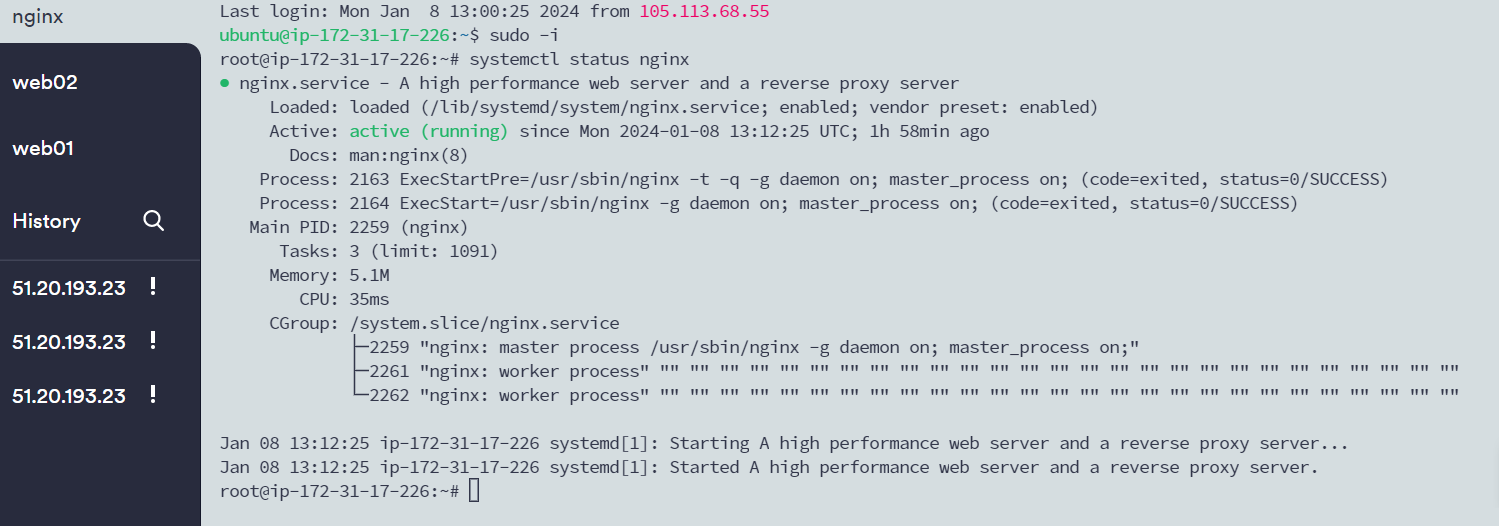 nginx
web02
web01
History
51.20.193.23 !
51.20.193.23 !
51.20.193.23 !
Last login: Mon Jan  8 13:00:25 2024 from 105.113.68.55
ubuntu@ip-172-31-17-226:~$ sudo -i
root@ip-172-31-17-226:~# systemctl status nginx
● nginx.service - A high performance web server and a reverse proxy server
     Loaded: loaded (/lib/systemd/system/nginx.service; enabled; vendor preset: enabled)
     Active: active (running) since Mon 2024-01-08 13:12:25 UTC; 1h 58min ago
       Docs: man:nginx(8)
    Process: 2163 ExecStartPre=/usr/sbin/nginx -t -q -g daemon on; master_process on; (code=exited, status=0/SUCCESS)
    Process: 2164 ExecStart=/usr/sbin/nginx -g daemon on; master_process on; (code=exited, status=0/SUCCESS)
   Main PID: 2259 (nginx)
      Tasks: 3 (limit: 1091)
     Memory: 5.1M
        CPU: 35ms
     CGroup: /system.slice/nginx.service
             ├─2259 "nginx: master process /usr/sbin/nginx -g daemon on; master_process on;"
             ├─2261 "nginx: worker process" "" "" "" "" "" "" "" "" "" "" "" "" "" "" "" "" "" "" "" "" "" "" "" "" "" "" ""
             └─2262 "nginx: worker process" "" "" "" "" "" "" "" "" "" "" "" "" "" "" "" "" "" "" "" "" "" "" "" "" "" "" ""
Jan 08 13:12:25 ip-172-31-17-226 systemd[1]: Starting A high performance web server and a reverse proxy server...
Jan 08 13:12:25 ip-172-31-17-226 systemd[1]: Started A high performance web server and a reverse proxy server.
root@ip-172-31-17-226:~#